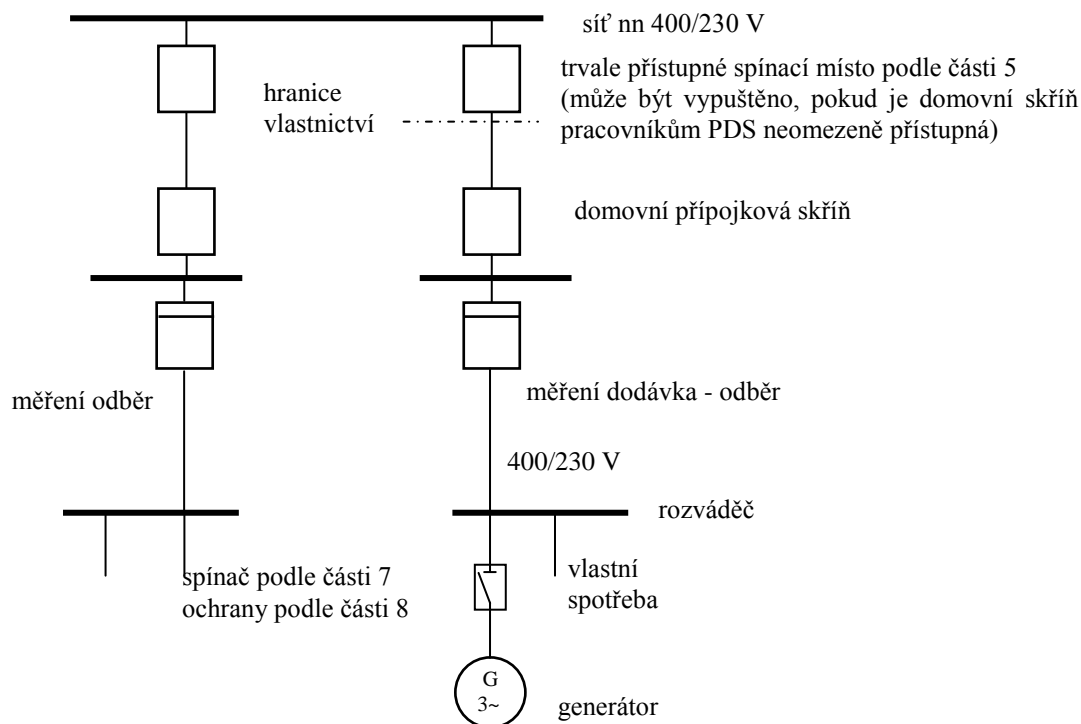 síť nn 400/230 V
trvale přístupné spínací místo podle části 5
(může být vypuštěno, pokud je domovní skříň
pracovníkům PDS neomezeně přístupná)
hranice
vlastnictví
domovní přípojková skříň
měření odběr
měření dodávka - odběr
400/230 V
rozváděč
spínač podle části 7
ochrany podle části 8
vlastní
spotřeba
G
3~
generátor